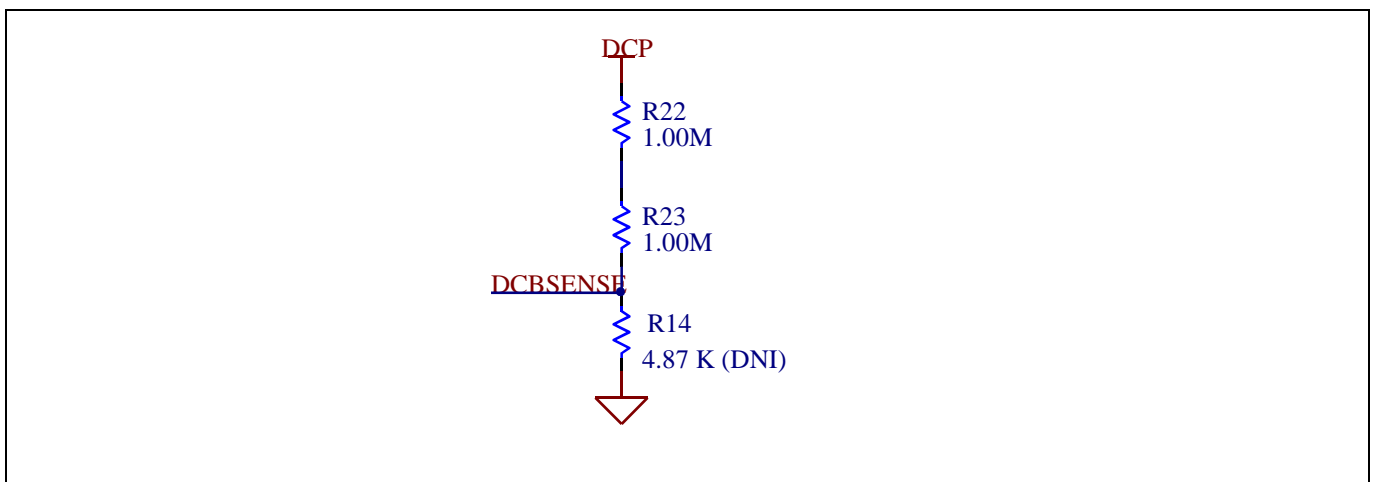 DCP
R22
1.00M
R23
1.00M
DCBSENSE
R14
4.87 K (DNI)